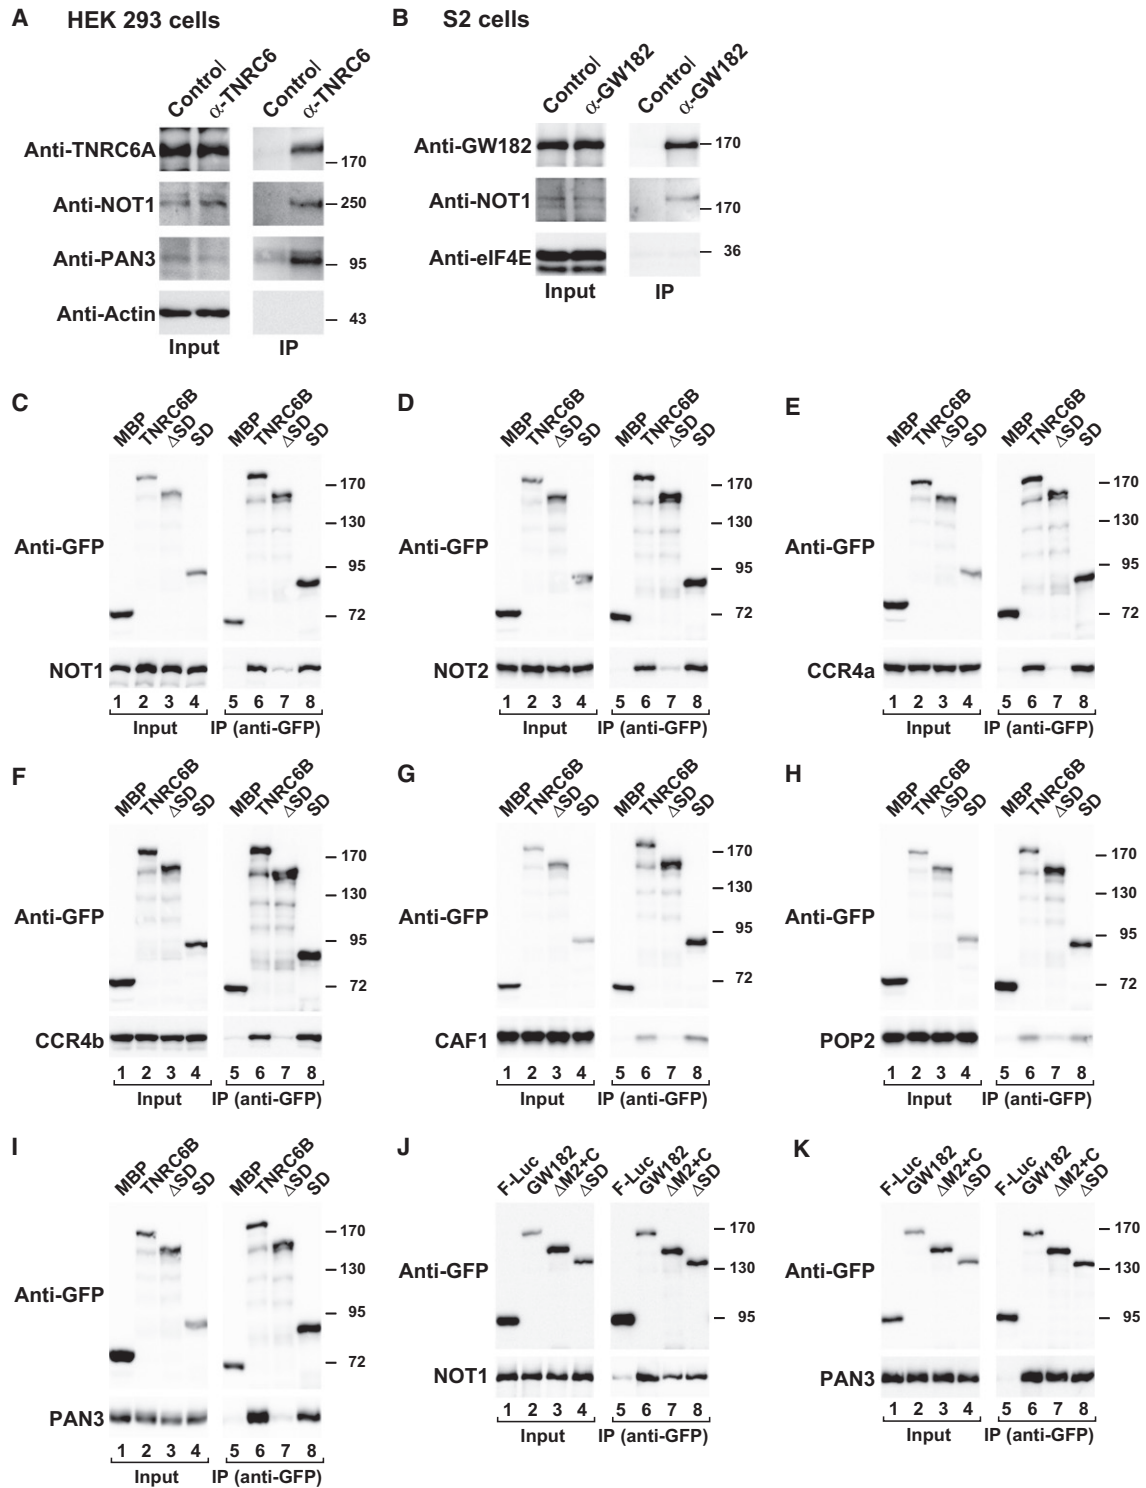 A HEK 293 cells
Control
α-TNRC6
Control
α-TNRC6
Anti-TNRC6A
170
Anti-NOT1
250
Anti-PAN3
95
Anti-Actin
43
Input IP
B S2 cells
Control
α-GW182
Control
α-GW182
Anti-GW182
170
Anti-NOT1
170
Anti-eIF4E
36
Input IP
C
MBP TNRC6B ΔSD SD MBP TNRC6B ΔSD SD
170
130
Anti-GFP
95
72
NOT1
1 2 3 4 5 6 7 8
Input IP (anti-GFP)
D
MBP TNRC6B ΔSD SD MBP TNRC6B ΔSD SD
170
130
Anti-GFP
95
72
NOT2
1 2 3 4 5 6 7 8
Input IP (anti-GFP)
E
MBP TNRC6B ΔSD SD MBP TNRC6B ΔSD SD
170
130
Anti-GFP
95
72
CCR4a
1 2 3 4 5 6 7 8
Input IP (anti-GFP)
F
MBP TNRC6B ΔSD SD MBP TNRC6B ΔSD SD
170
130
Anti-GFP
95
72
CCR4b
1 2 3 4 5 6 7 8
Input IP (anti-GFP)
G
MBP TNRC6B ΔSD SD MBP TNRC6B ΔSD SD
170
130
Anti-GFP
95
72
CAF1
1 2 3 4 5 6 7 8
Input IP (anti-GFP)
H
MBP TNRC6B ΔSD SD MBP TNRC6B ΔSD SD
170
130
Anti-GFP
95
72
POP2
1 2 3 4 5 6 7 8
Input IP (anti-GFP)
I
MBP TNRC6B ΔSD SD MBP TNRC6B ΔSD SD
170
130
Anti-GFP
95
72
PAN3
1 2 3 4 5 6 7 8
Input IP (anti-GFP)
J
F-Luc GW182 ΔM2+C ΔSD F-Luc GW182 ΔM2+C ΔSD
170
Anti-GFP
130
95
NOT1
1 2 3 4 5 6 7 8
Input IP (anti-GFP)
K
F-Luc GW182 ΔM2+C ΔSD F-Luc GW182 ΔM2+C ΔSD
170
Anti-GFP
130
95
PAN3
1 2 3 4 5 6 7 8
Input IP (anti-GFP)